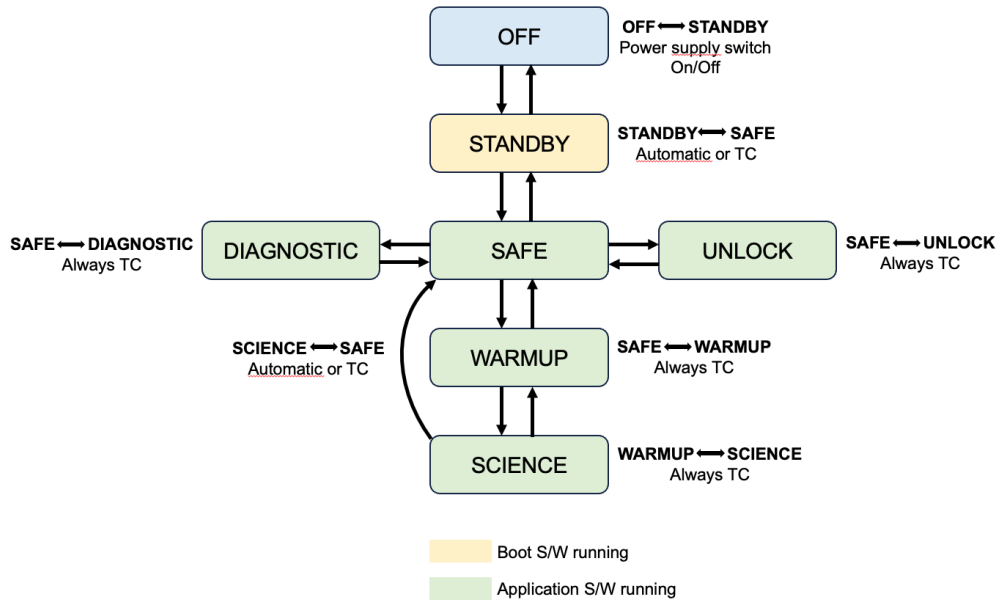 OFF
OFF ⟷ STANDBY
Power supply switch
On/Off
STANDBY
STANDBY ⟷ SAFE
Automatic or TC
SAFE ⟷ DIAGNOSTIC
Always TC
DIAGNOSTIC
SAFE
UNLOCK
SAFE ⟷ UNLOCK
Always TC
SCIENCE ⟷ SAFE
Automatic or TC
WARMUP
SAFE ⟷ WARMUP
Always TC
SCIENCE
WARMUP ⟷ SCIENCE
Always TC
Boot S/W running
Application S/W running